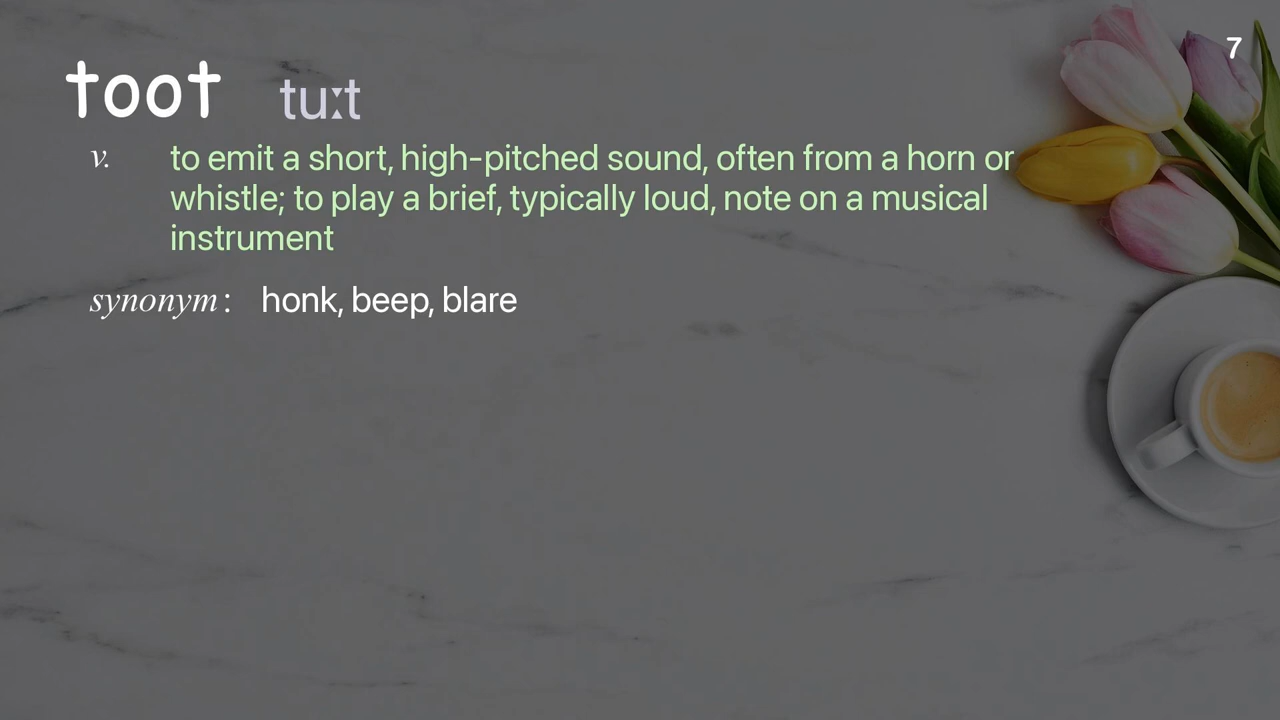 7
toot tuːt
v. to emit a short, high-pitched sound, often from a horn or
whistle; to play a brief, typically loud, note on a musical
instrument
synonym: honk, beep, blare